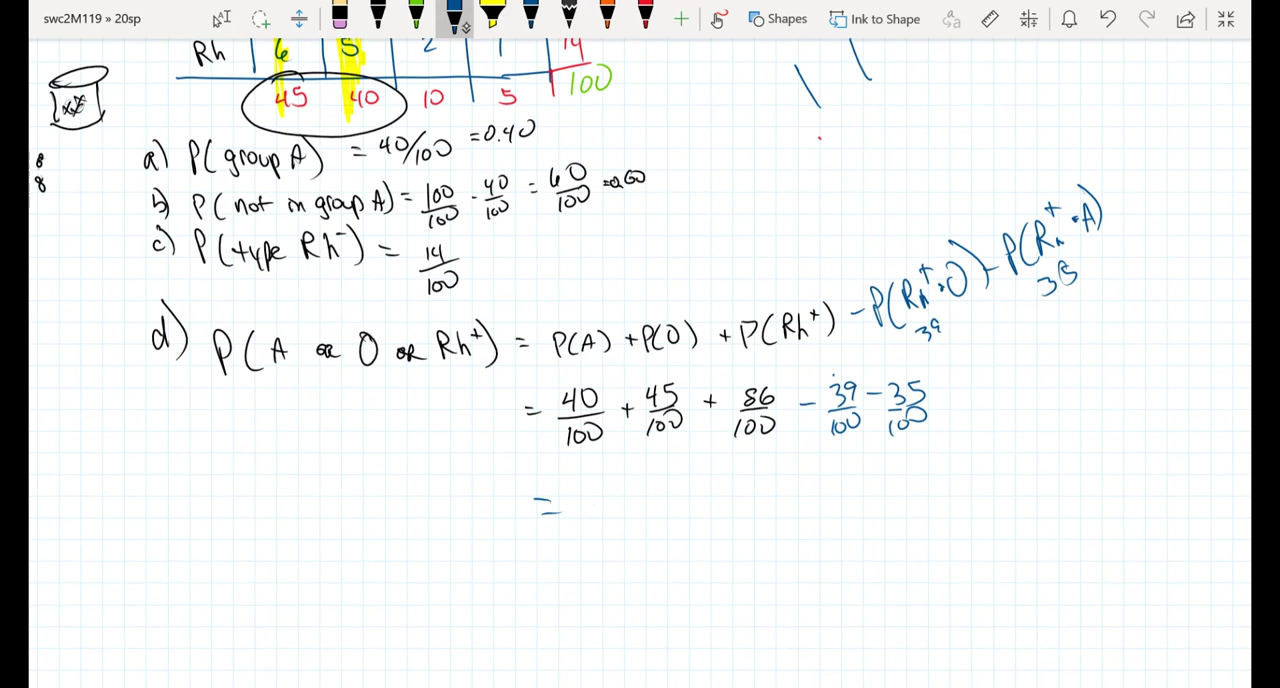 swc2M119 » 20sp Shapes Ink to Shape
Rh 6 5 2 1 14
45 40 10 5 100
a) P(group A) = 40/100 = 0.40
b) P(not in group A) = 100/100 - 40/100 = 60/100 = 0.60
c) P(type Rh⁻) = 14/100
d) P(A or O or Rh⁺) = P(A) + P(O) + P(Rh⁺) - P(Rh⁺ · O) - P(Rh⁺ · A)
39 35
= 40/100 + 45/100 + 86/100 - 39/100 - 35/100
=